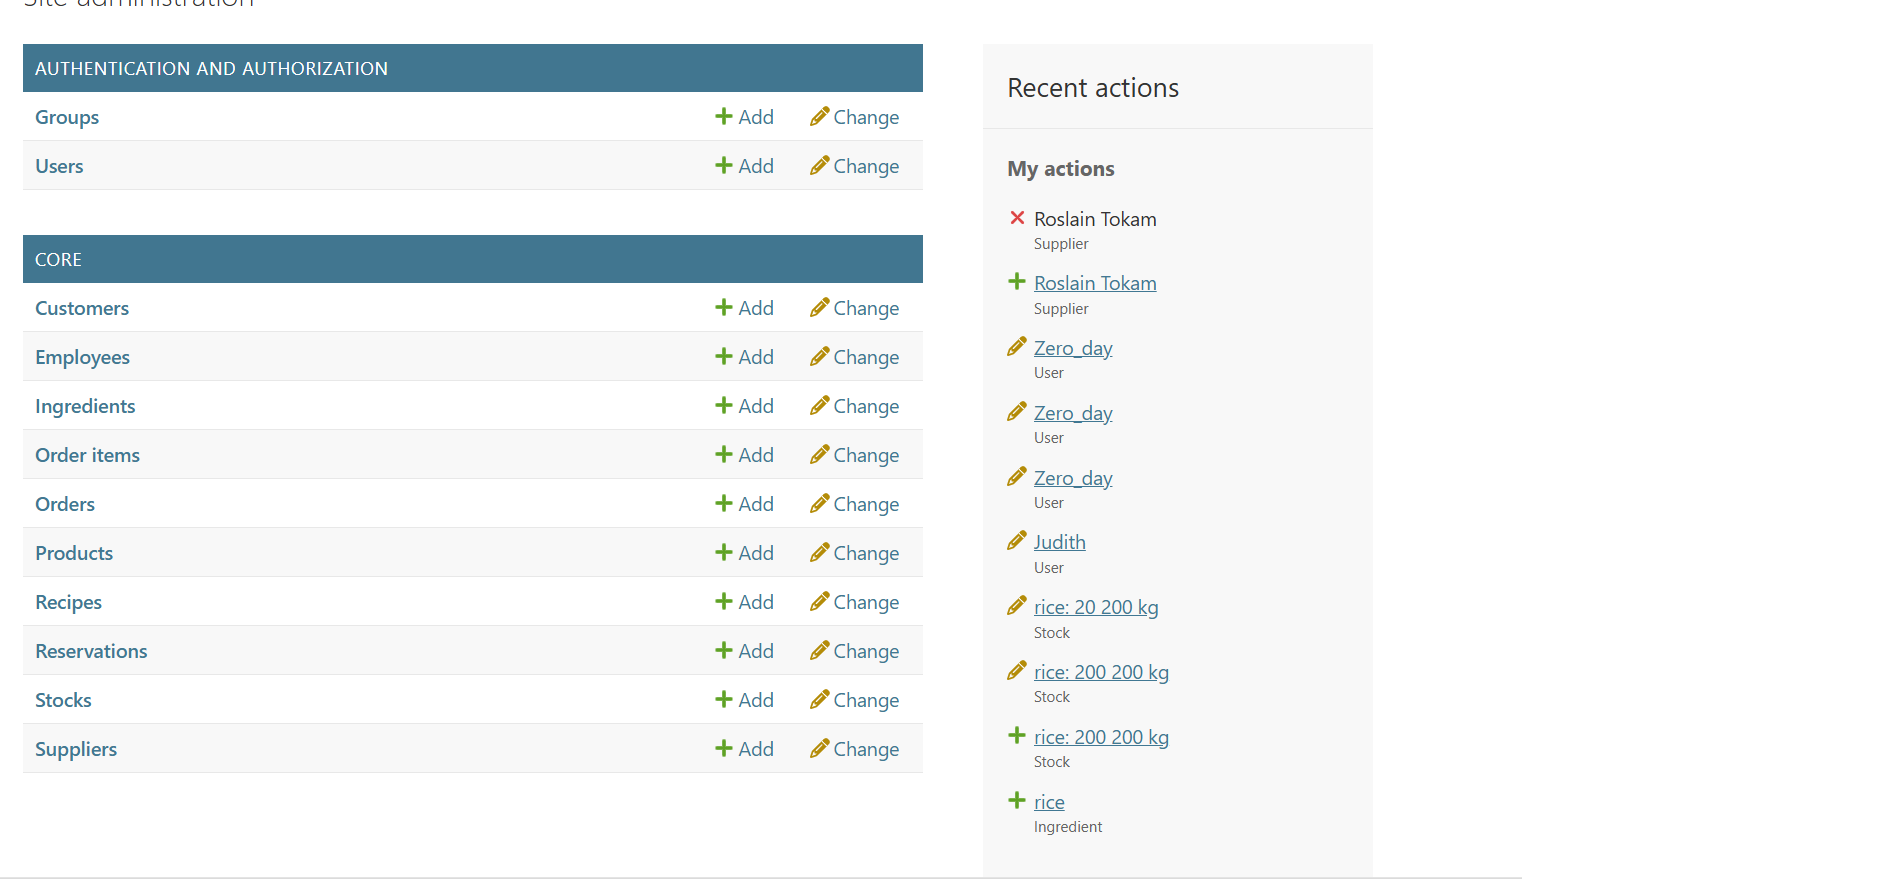 Site administration
AUTHENTICATION AND AUTHORIZATION
Groups Add Change
Users Add Change
CORE
Customers Add Change
Employees Add Change
Ingredients Add Change
Order items Add Change
Orders Add Change
Products Add Change
Recipes Add Change
Reservations Add Change
Stocks Add Change
Suppliers Add Change
Recent actions
My actions
Roslain Tokam
Supplier
Roslain Tokam
Supplier
Zero_day
User
Zero_day
User
Zero_day
User
Judith
User
rice: 20 200 kg
Stock
rice: 200 200 kg
Stock
rice: 200 200 kg
Stock
rice
Ingredient